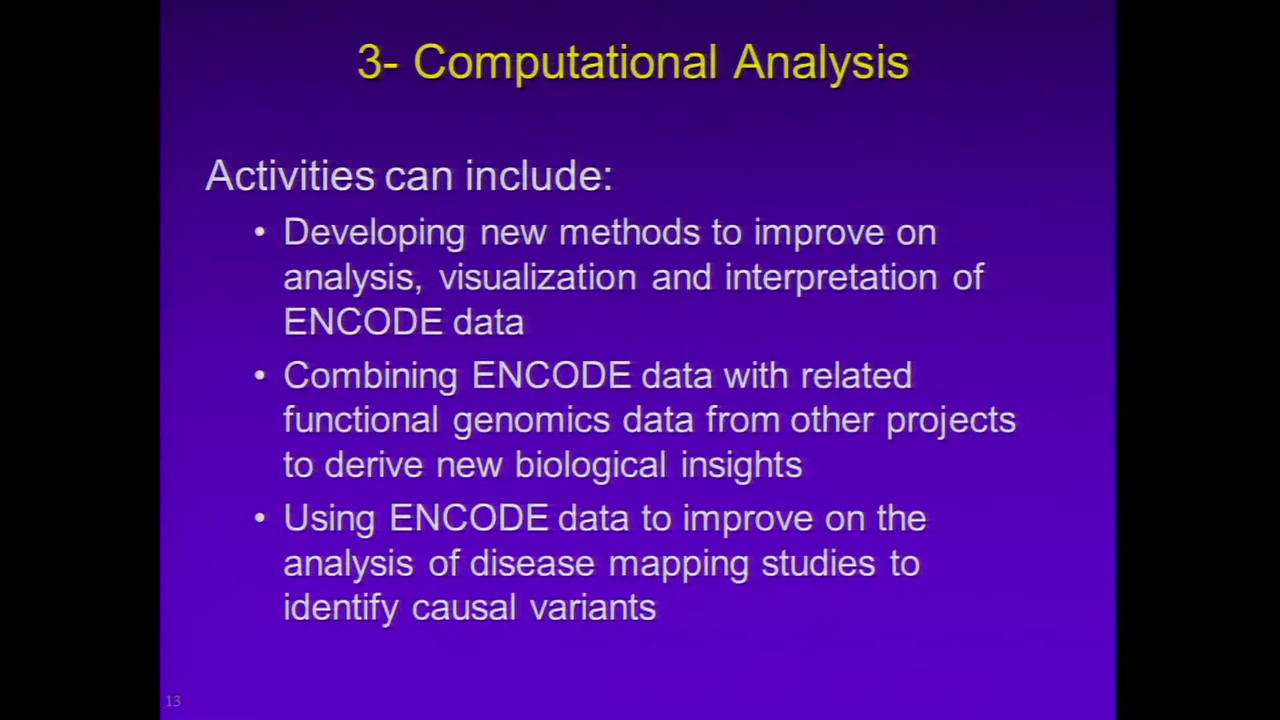 3- Computational Analysis
Activities can include:
• Developing new methods to improve on
analysis, visualization and interpretation of
ENCODE data
• Combining ENCODE data with related
functional genomics data from other projects
to derive new biological insights
• Using ENCODE data to improve on the
analysis of disease mapping studies to
identify causal variants
13